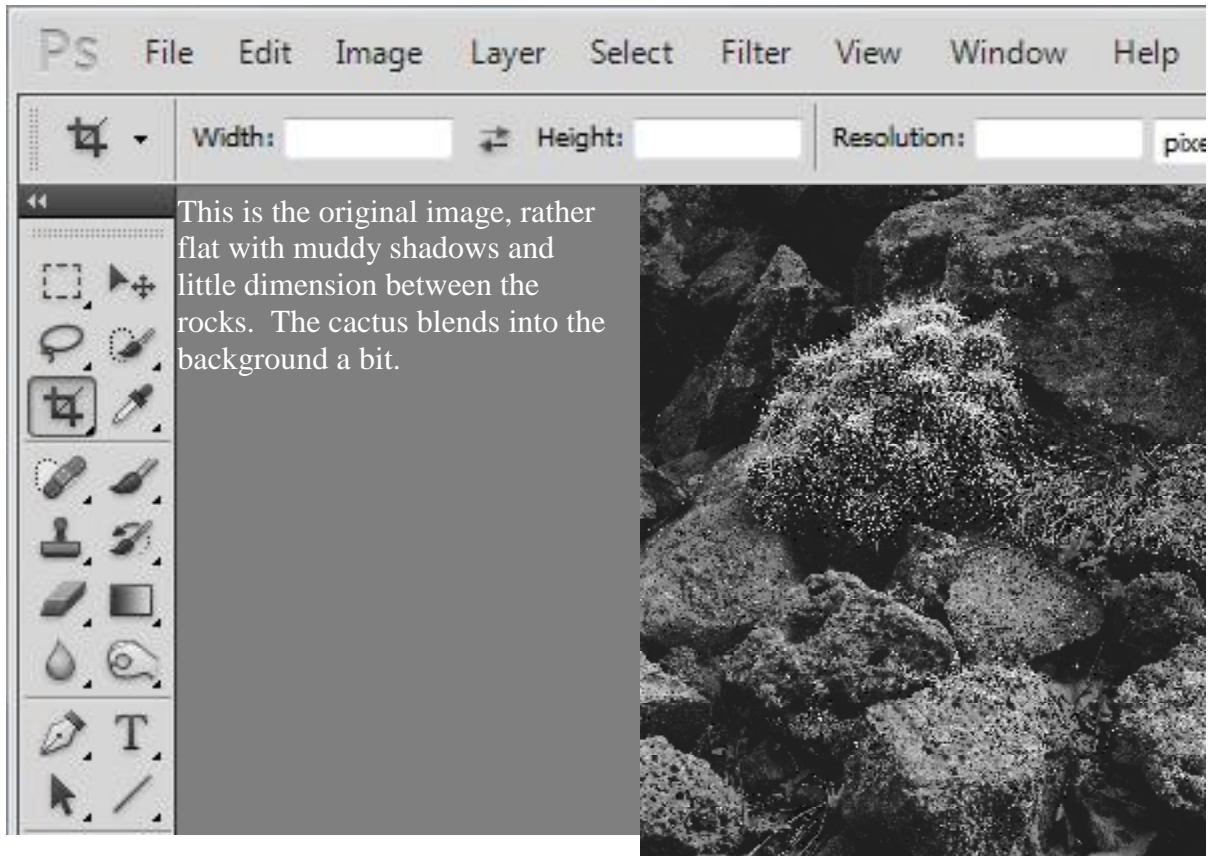 Ps File Edit Image Layer Select Filter View Window Help
Width: Height: Resolution: pixe
This is the original image, rather
flat with muddy shadows and
little dimension between the
rocks.  The cactus blends into the
background a bit.
T